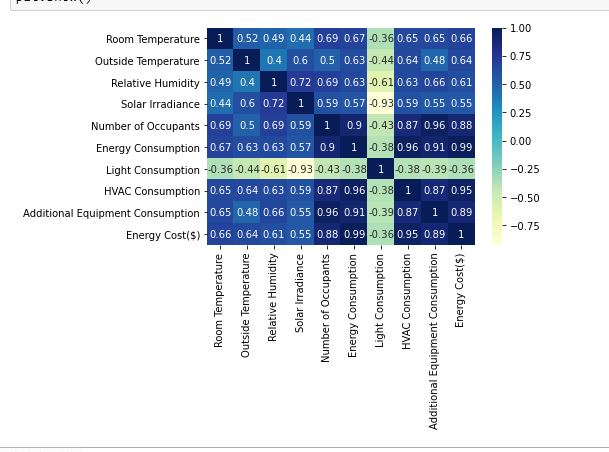 Room Temperature 1 0.52 0.49 0.44 0.69 0.67 -0.36 0.65 0.65 0.66
Outside Temperature 0.52 1 0.4 0.6 0.5 0.63 -0.44 0.64 0.48 0.64
Relative Humidity 0.49 0.4 1 0.72 0.69 0.63 -0.61 0.63 0.66 0.61
Solar Irradiance 0.44 0.6 0.72 1 0.59 0.57 -0.93 0.59 0.55 0.55
Number of Occupants 0.69 0.5 0.69 0.59 1 0.9 -0.43 0.87 0.96 0.88
Energy Consumption 0.67 0.63 0.63 0.57 0.9 1 -0.38 0.96 0.91 0.99
Light Consumption -0.36 -0.44 -0.61 -0.93 -0.43 -0.38 1 -0.38 -0.39 -0.36
HVAC Consumption 0.65 0.64 0.63 0.59 0.87 0.96 -0.38 1 0.87 0.95
Additional Equipment Consumption 0.65 0.48 0.66 0.55 0.96 0.91 -0.39 0.87 1 0.89
Energy Cost($) 0.66 0.64 0.61 0.55 0.88 0.99 -0.36 0.95 0.89 1
Room Temperature
Outside Temperature
Relative Humidity
Solar Irradiance
Number of Occupants
Energy Consumption
Light Consumption
HVAC Consumption
Additional Equipment Consumption
Energy Cost($)
1.00
0.75
0.50
0.25
0.00
−0.25
−0.50
−0.75